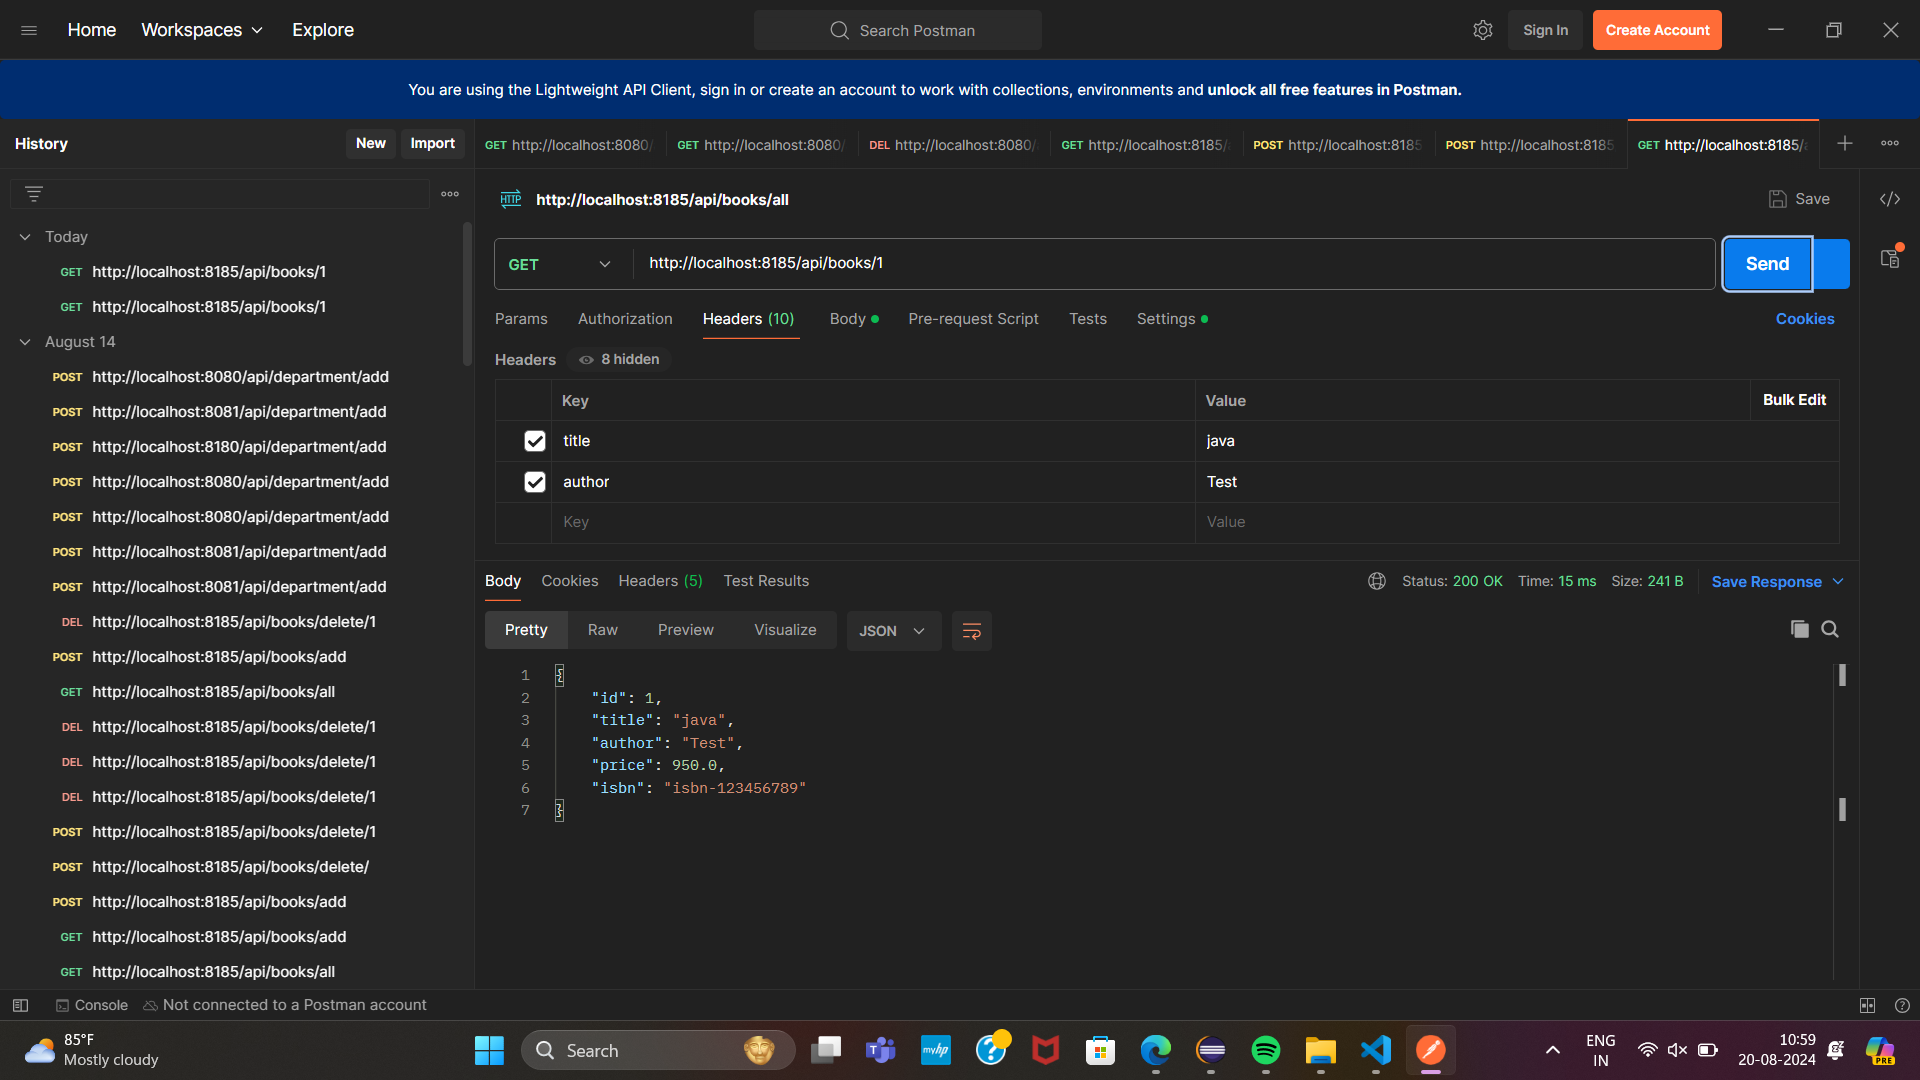 Home Workspaces Explore Search Postman Sign In Create Account
You are using the Lightweight API Client, sign in or create an account to work with collections, environments and unlock all free features in Postman.
History New Import
GET http://localhost:8080/ GET http://localhost:8080/ DEL http://localhost:8080/ GET http://localhost:8185/ POST http://localhost:8185 POST http://localhost:8185 GET http://localhost:8185/a
HTTP http://localhost:8185/api/books/all Save
Today
GET http://localhost:8185/api/books/1
GET http://localhost:8185/api/books/1
August 14
POST http://localhost:8080/api/department/add
POST http://localhost:8081/api/department/add
POST http://localhost:8180/api/department/add
POST http://localhost:8080/api/department/add
POST http://localhost:8080/api/department/add
POST http://localhost:8081/api/department/add
POST http://localhost:8081/api/department/add
DEL http://localhost:8185/api/books/delete/1
POST http://localhost:8185/api/books/add
GET http://localhost:8185/api/books/all
DEL http://localhost:8185/api/books/delete/1
DEL http://localhost:8185/api/books/delete/1
DEL http://localhost:8185/api/books/delete/1
POST http://localhost:8185/api/books/delete/1
POST http://localhost:8185/api/books/delete/
POST http://localhost:8185/api/books/add
GET http://localhost:8185/api/books/add
GET http://localhost:8185/api/books/all
GET http://localhost:8185/api/books/1 Send
Params Authorization Headers (10) Body Pre-request Script Tests Settings Cookies
Headers 8 hidden
Key Value Bulk Edit
title java
author Test
Key Value
Body Cookies Headers (5) Test Results Status: 200 OK Time: 15 ms Size: 241 B Save Response
Pretty Raw Preview Visualize JSON
1 {
2 "id": 1,
3 "title": "java",
4 "author": "Test",
5 "price": 950.0,
6 "isbn": "isbn-123456789"
7 }
Console Not connected to a Postman account
85°F
Mostly cloudy
Search
myhp
PRE
ENG
IN
10:59
20-08-2024